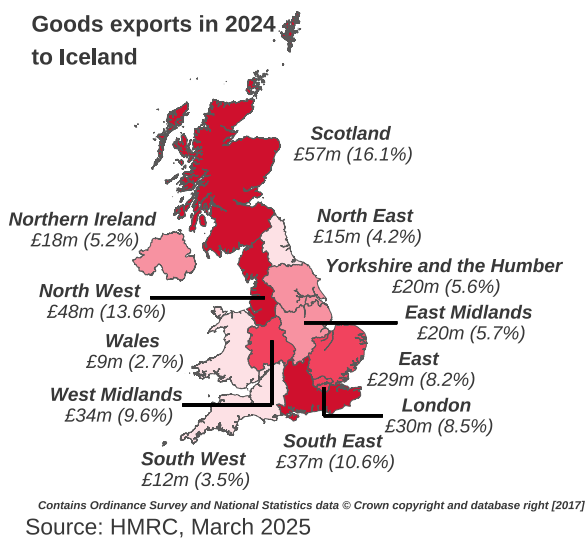 Goods exports in 2024
to Iceland
Scotland
£57m (16.1%)
Northern Ireland
£18m (5.2%)
North East
£15m (4.2%)
Yorkshire and the Humber
£20m (5.6%)
North West
£48m (13.6%)
East Midlands
£20m (5.7%)
Wales
£9m (2.7%)
East
£29m (8.2%)
West Midlands
£34m (9.6%)
London
£30m (8.5%)
South East
£37m (10.6%)
South West
£12m (3.5%)
Contains Ordinance Survey and National Statistics data © Crown copyright and database right [2017]
Source: HMRC, March 2025